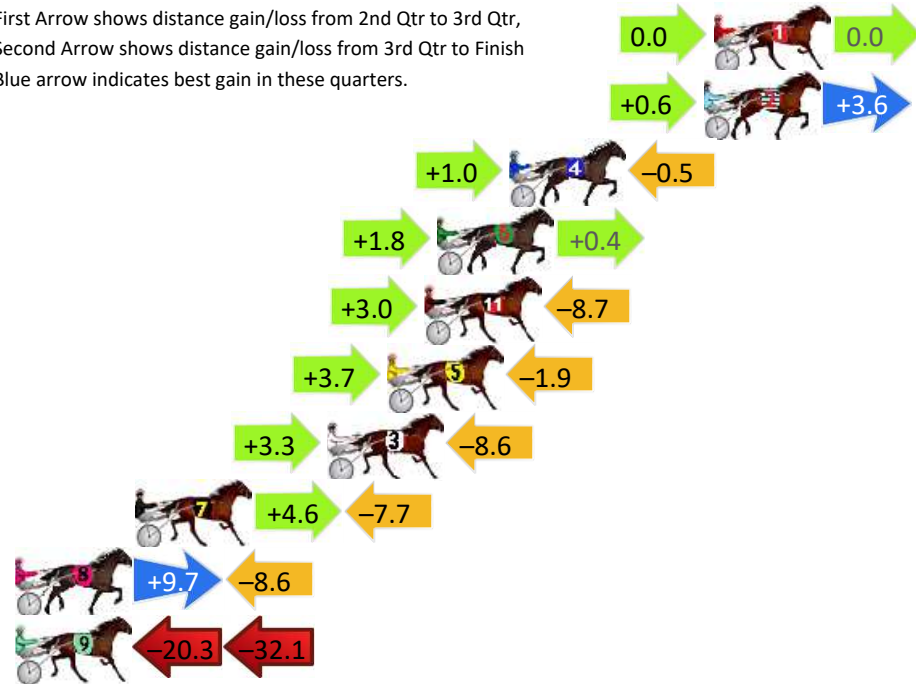 First Arrow shows distance gain/loss from 2nd Qtr to 3rd Qtr,
Second Arrow shows distance gain/loss from 3rd Qtr to Finish
Blue arrow indicates best gain in these quarters.
0.0 1 0.0
+0.6 2 +3.6
+1.0 4 –0.5
+1.8 +0.4
+3.0 11 –8.7
+3.7 5 –1.9
+3.3 3 –8.6
7 +4.6 –7.7
8 +9.7 –8.6
9 –20.3 –32.1